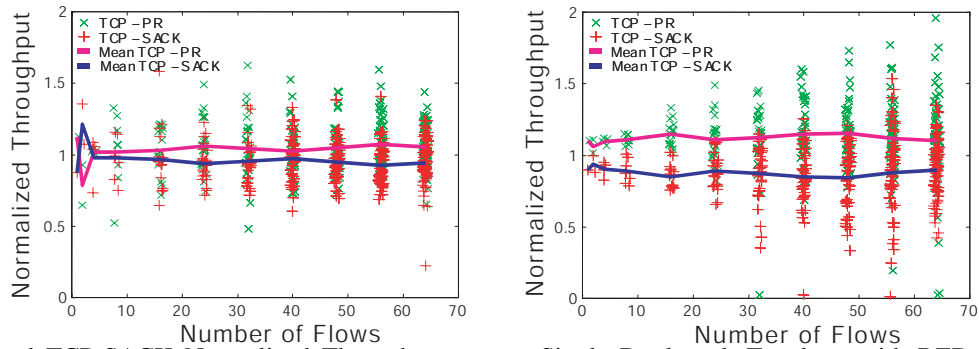 2
1.5
1
0.5
0
0 10 20 30 40 50 60 70
Normalized Throughput
Number of Flows
× TCP–PR
+ TCP–SACK
Mean TCP–PR
Mean TCP–SACK
2
1.5
1
0.5
0
0 10 20 30 40 50 60 70
Normalized Throughput
Number of Flows
× TCP–PR
+ TCP–SACK
Mean TCP–PR
Mean TCP–SACK